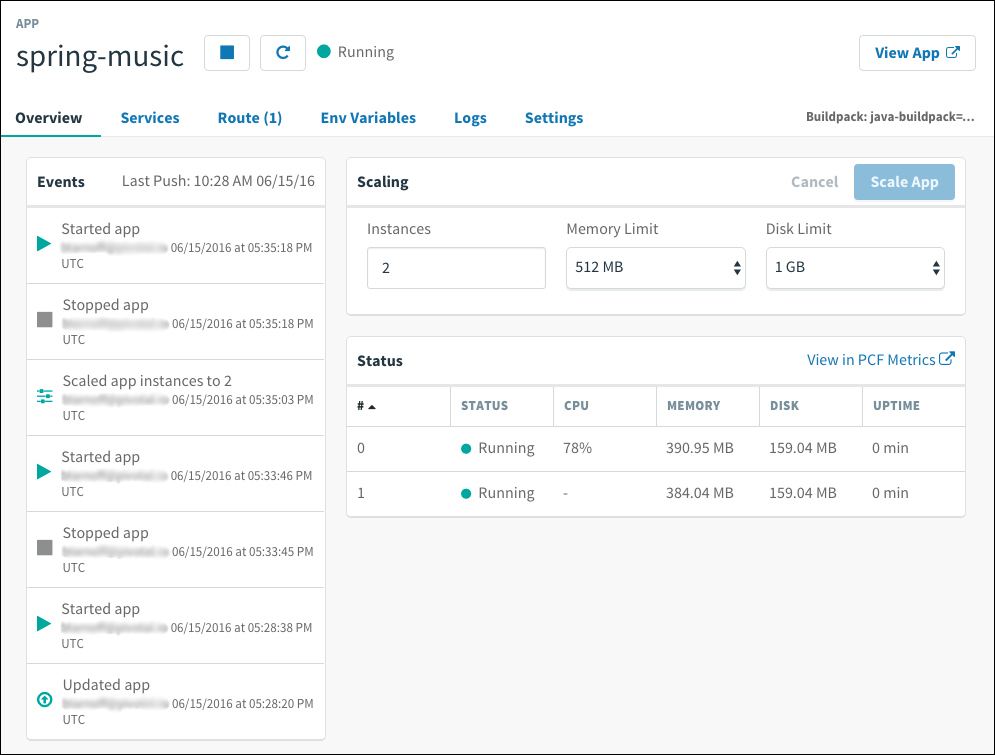 APP
spring-music
Running
View App
Overview
Services
Route (1)
Env Variables
Logs
Settings
Buildpack: java-buildpack=...
Events
Last Push: 10:28 AM 06/15/16
Started app
06/15/2016 at 05:35:18 PM
UTC
Stopped app
06/15/2016 at 05:35:18 PM
UTC
Scaled app instances to 2
06/15/2016 at 05:35:03 PM
UTC
Started app
06/15/2016 at 05:33:46 PM
UTC
Stopped app
06/15/2016 at 05:33:45 PM
UTC
Started app
06/15/2016 at 05:28:38 PM
UTC
Updated app
06/15/2016 at 05:28:20 PM
UTC
Scaling
Cancel
Scale App
Instances
Memory Limit
Disk Limit
2
512 MB
1 GB
Status
View in PCF Metrics
# STATUS CPU MEMORY DISK UPTIME
0 Running 78% 390.95 MB 159.04 MB 0 min
1 Running - 384.04 MB 159.04 MB 0 min